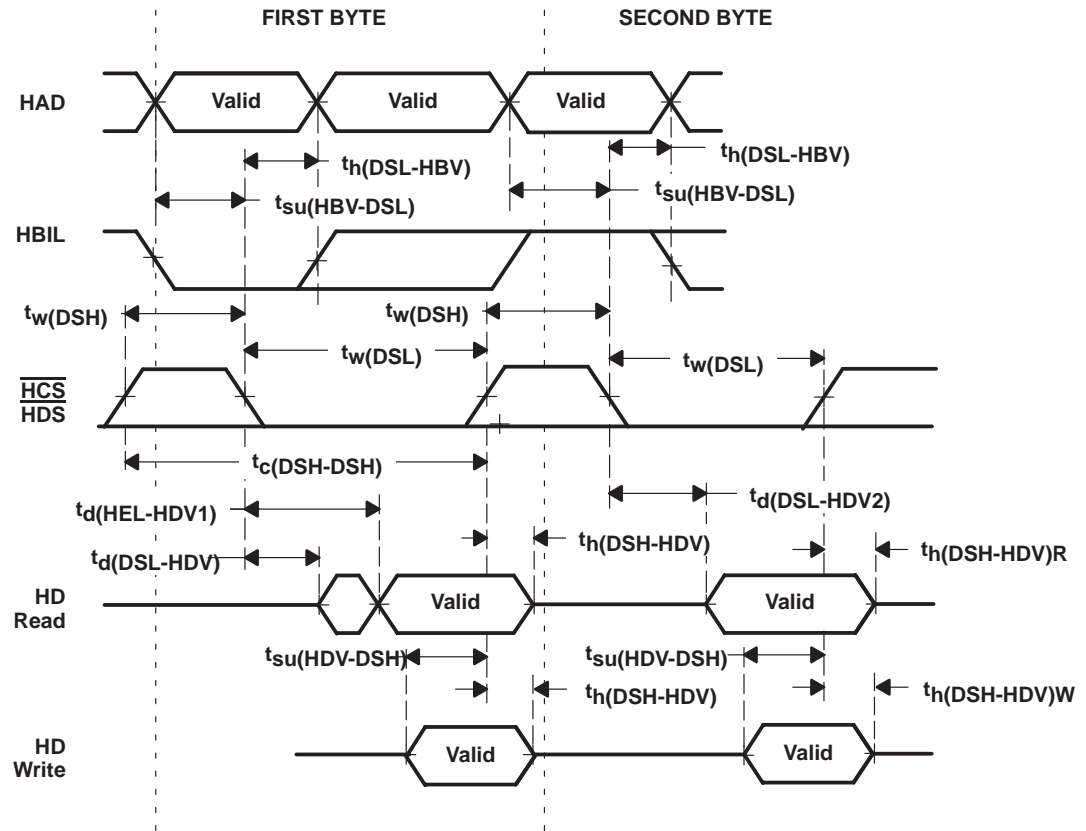 FIRST BYTE
SECOND BYTE
HAD
Valid
Valid
Valid
th(DSL-HBV)
th(DSL-HBV)
tsu(HBV-DSL)
tsu(HBV-DSL)
HBIL
tw(DSH)
tw(DSH)
tw(DSL)
tw(DSL)
HCS
HDS
tc(DSH-DSH)
td(HEL-HDV1)
td(DSL-HDV2)
td(DSL-HDV)
th(DSH-HDV)
th(DSH-HDV)R
HD
Read
Valid
Valid
tsu(HDV-DSH)
tsu(HDV-DSH)
th(DSH-HDV)
th(DSH-HDV)W
HD
Write
Valid
Valid